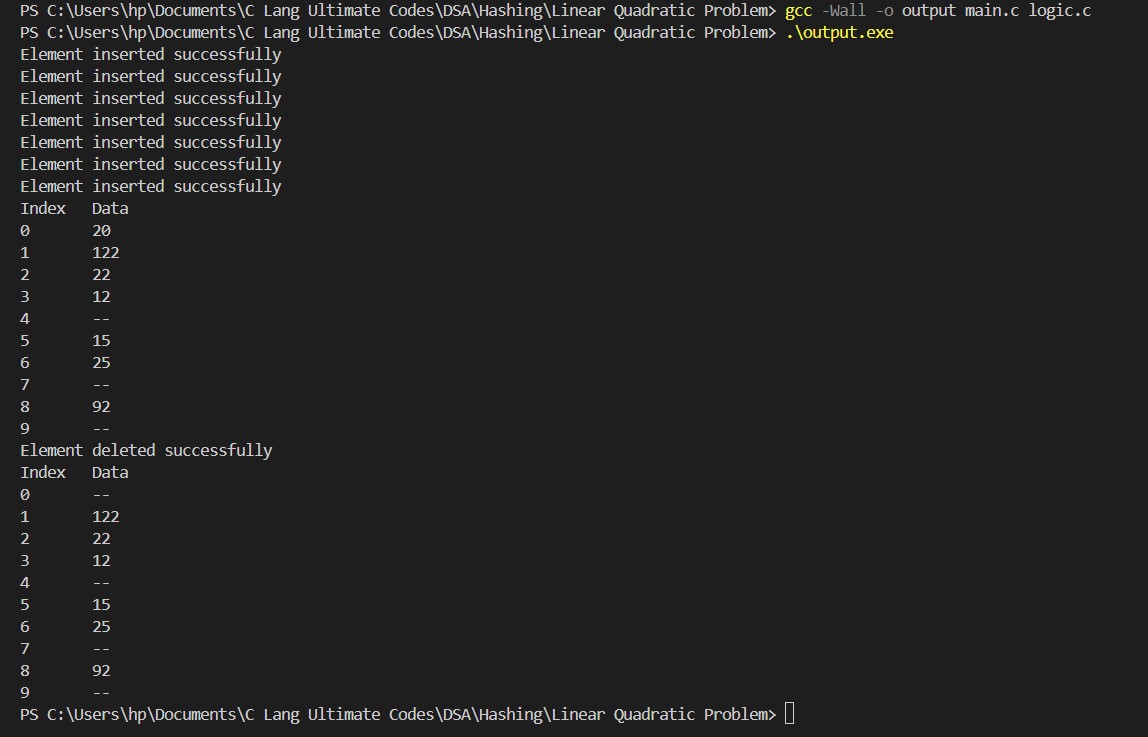 PS C:\Users\hp\Documents\C Lang Ultimate Codes\DSA\Hashing\Linear Quadratic Problem> gcc -Wall -o output main.c logic.c
PS C:\Users\hp\Documents\C Lang Ultimate Codes\DSA\Hashing\Linear Quadratic Problem> .\output.exe
Element inserted successfully
Element inserted successfully
Element inserted successfully
Element inserted successfully
Element inserted successfully
Element inserted successfully
Element inserted successfully
Index   Data
0       20
1       122
2       22
3       12
4       --
5       15
6       25
7       --
8       92
9       --
Element deleted successfully
Index   Data
0       --
1       122
2       22
3       12
4       --
5       15
6       25
7       --
8       92
9       --
PS C:\Users\hp\Documents\C Lang Ultimate Codes\DSA\Hashing\Linear Quadratic Problem>